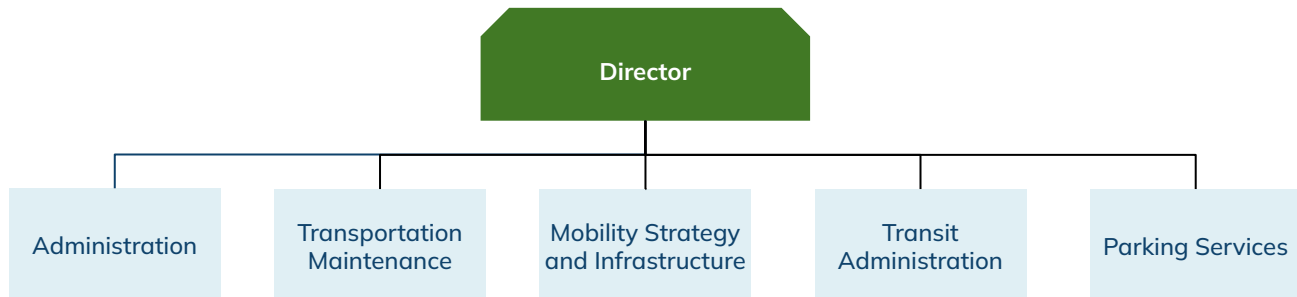 Director
Administration
Transportation
Maintenance
Mobility Strategy
and Infrastructure
Transit
Administration
Parking Services